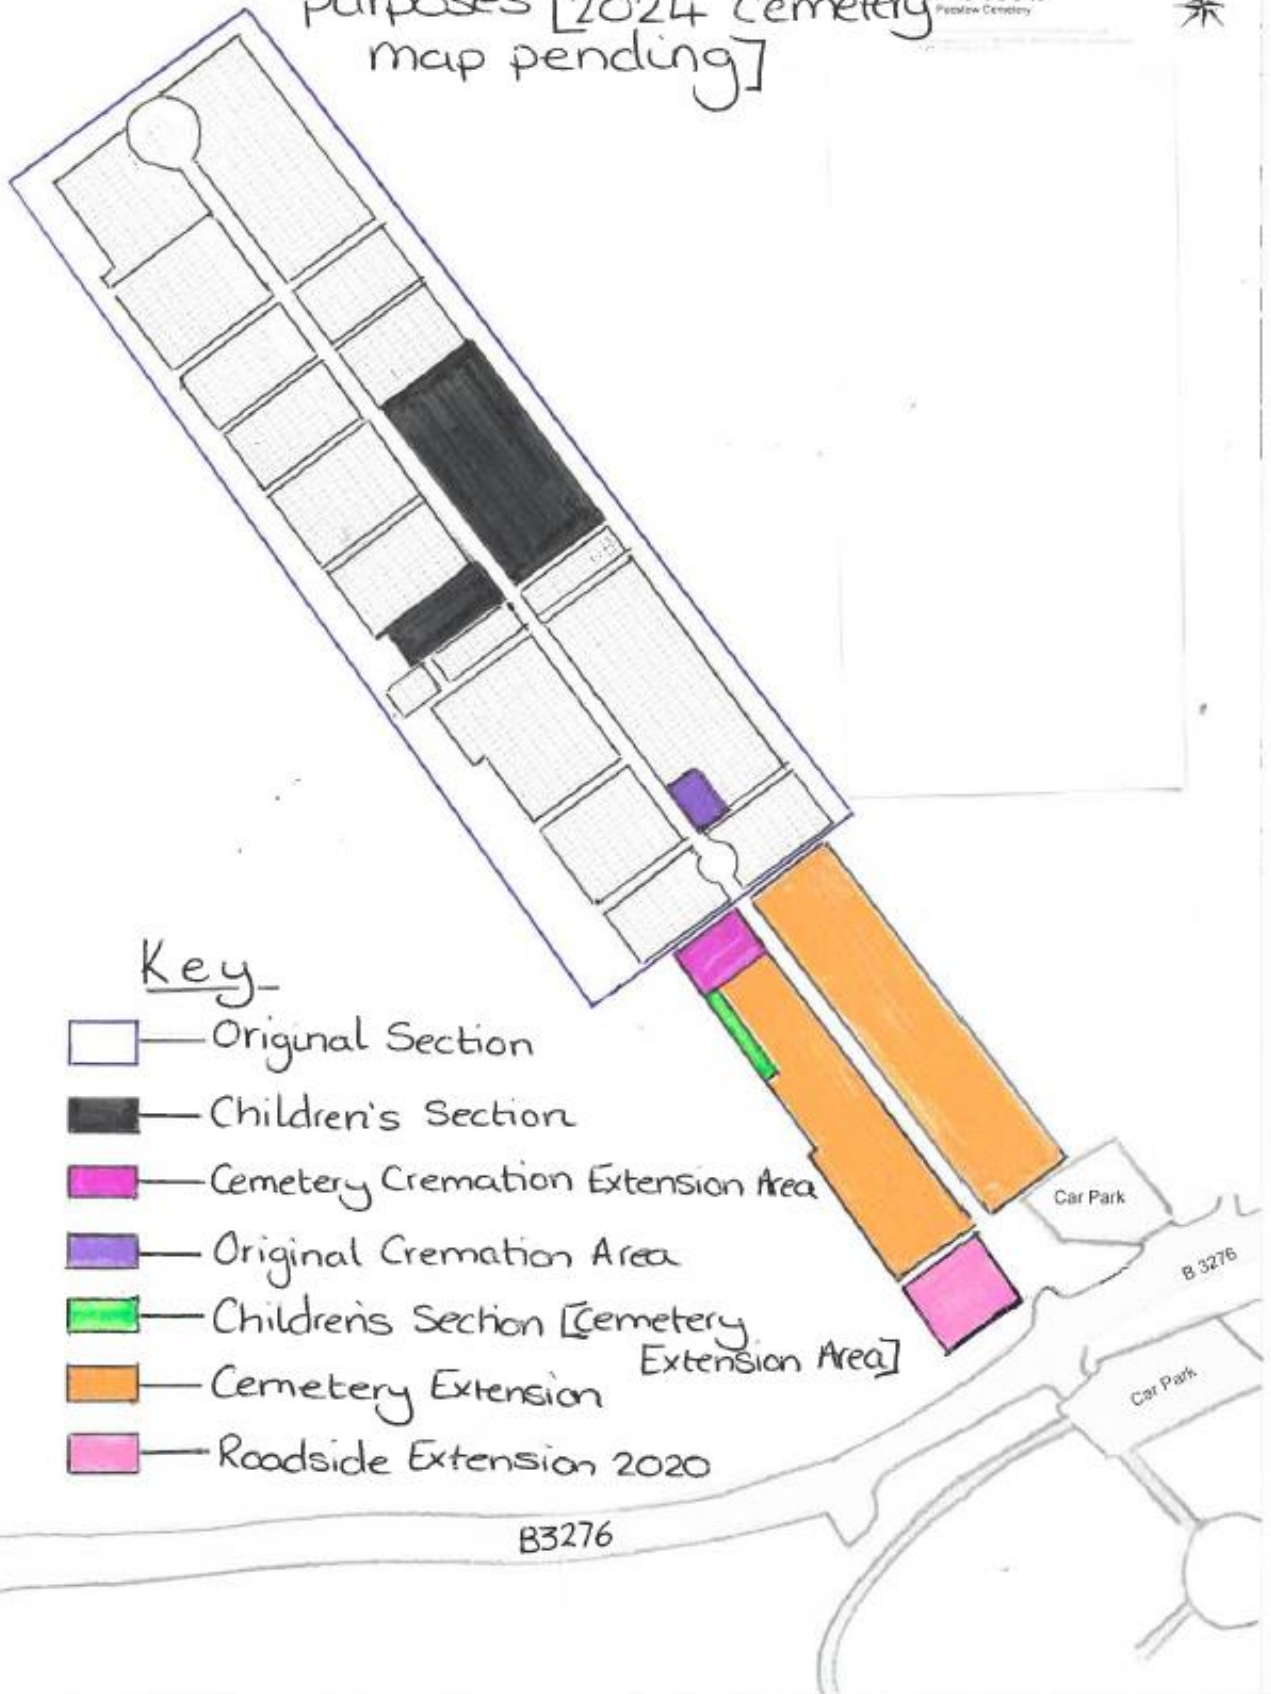 purposes [2024 cemetery
map pending]
Key
Original Section
Children's Section
Cemetery Cremation Extension Area
Original Cremation Area
Children's Section [Cemetery
Extension Area]
Cemetery Extension
Roadside Extension 2020
Car Park
B 3276
Car Park
B3276